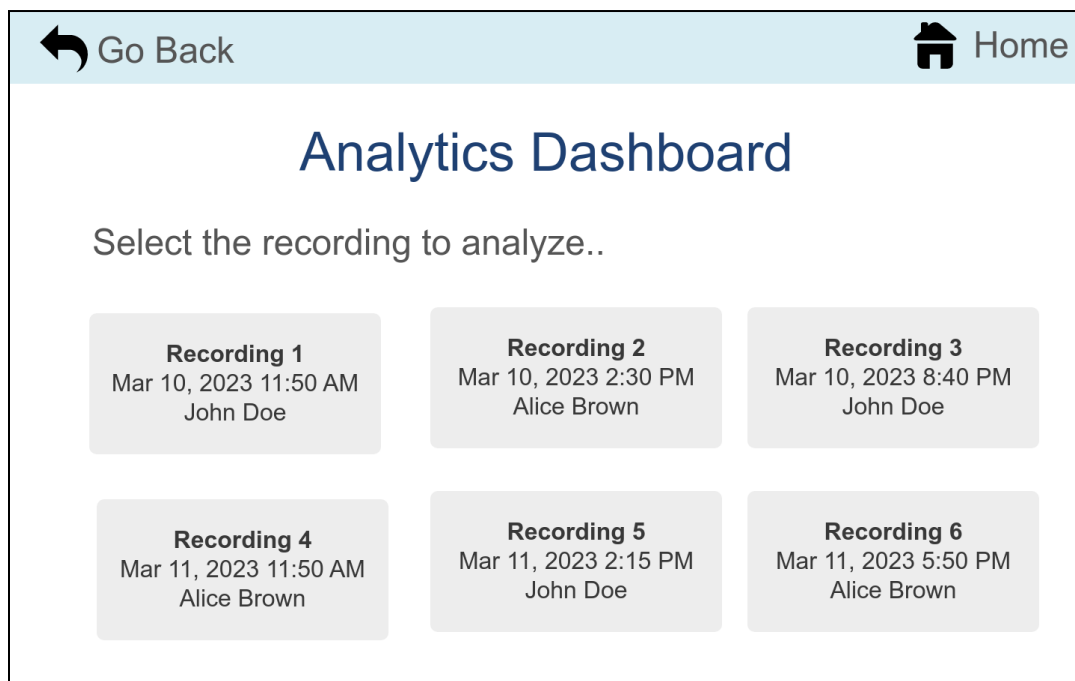 Go Back
Home
Analytics Dashboard
Select the recording to analyze..
Recording 1
Mar 10, 2023 11:50 AM
John Doe
Recording 2
Mar 10, 2023 2:30 PM
Alice Brown
Recording 3
Mar 10, 2023 8:40 PM
John Doe
Recording 4
Mar 11, 2023 11:50 AM
Alice Brown
Recording 5
Mar 11, 2023 2:15 PM
John Doe
Recording 6
Mar 11, 2023 5:50 PM
Alice Brown